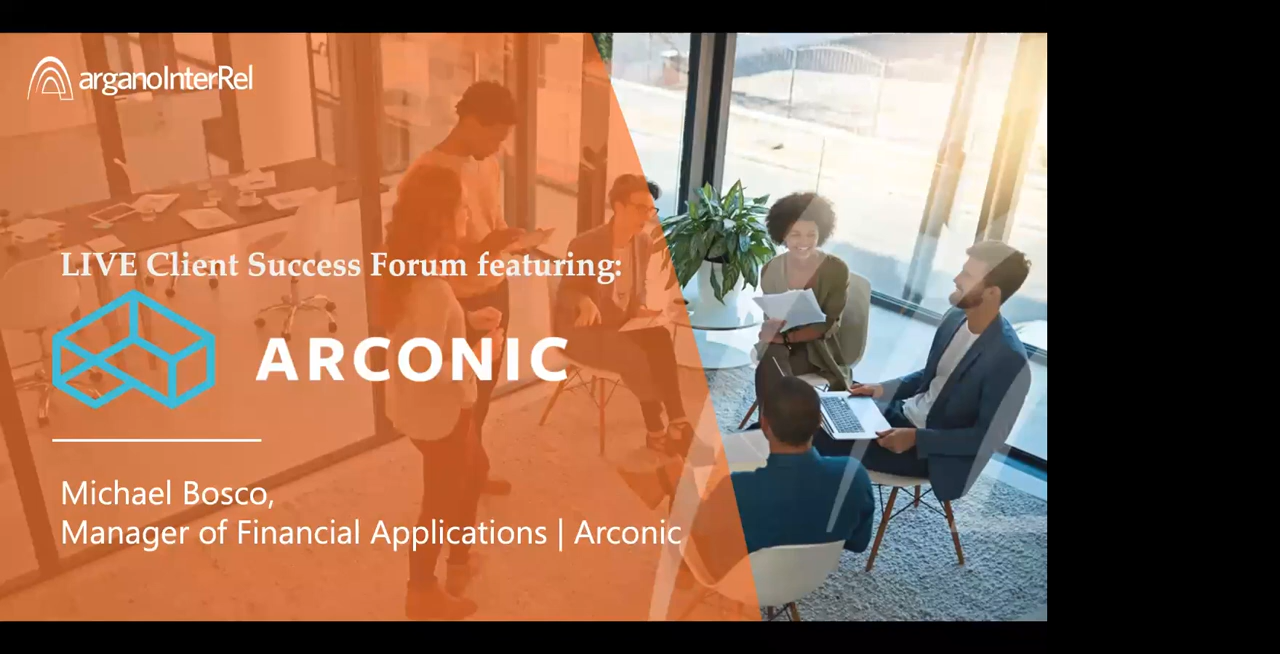 arganoInterRel
LIVE Client Success Forum featuring:
ARCONIC
Michael Bosco,
Manager of Financial Applications | Arconic